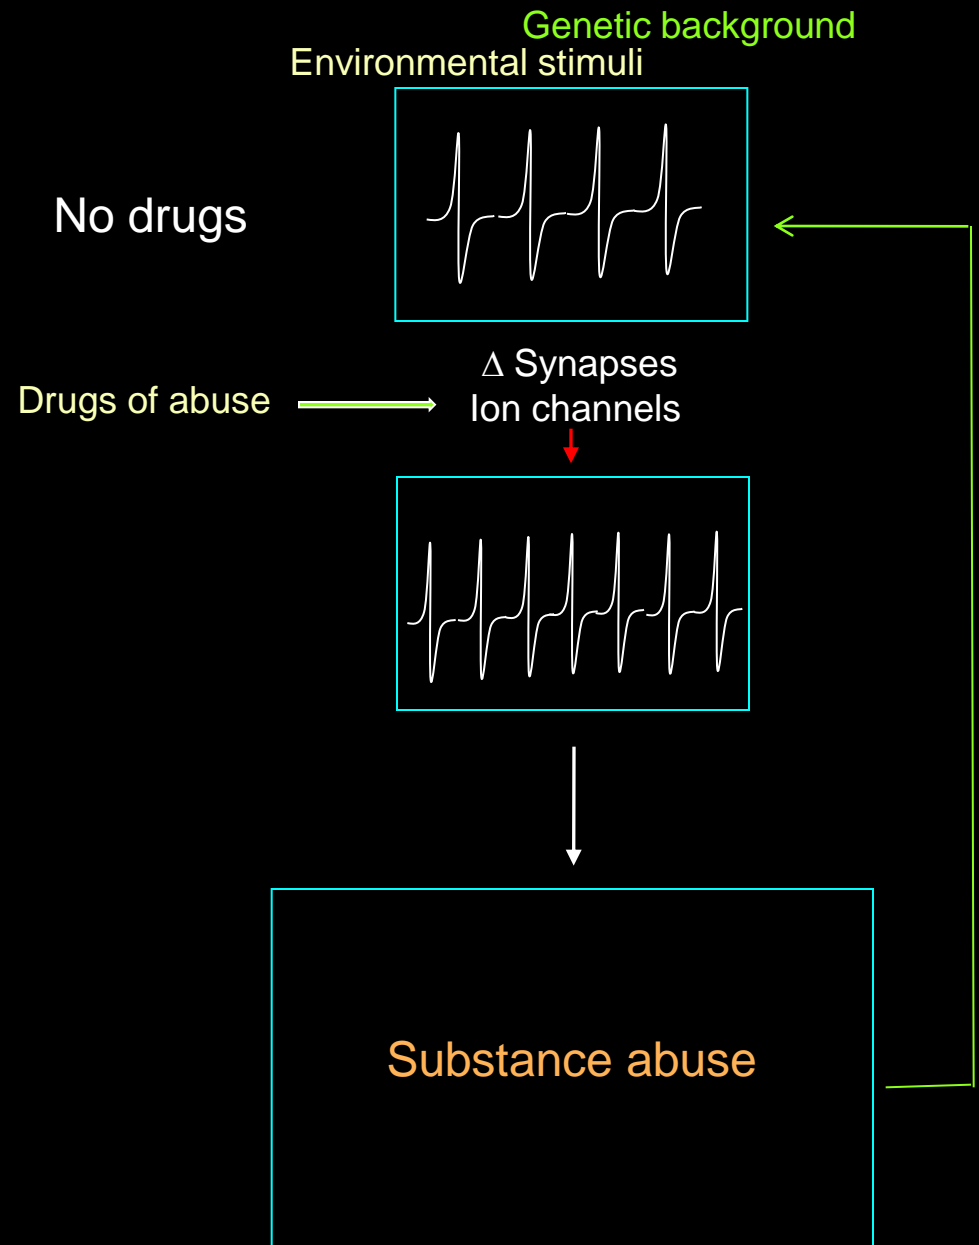 Genetic background
Environmental stimuli
No drugs
Δ Synapses
Drugs of abuse
Ion channels
Substance abuse